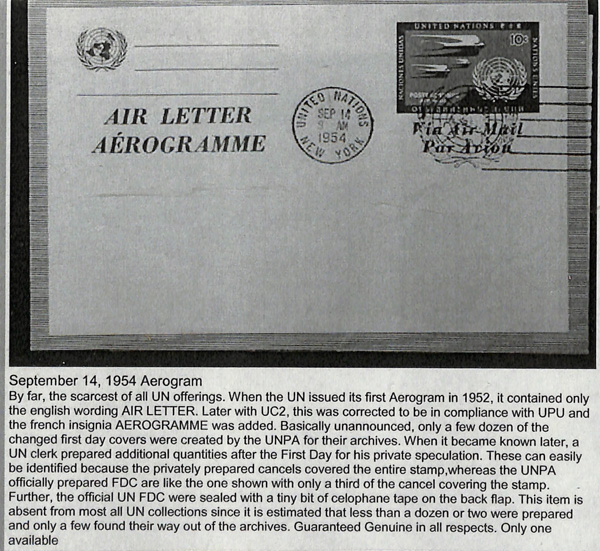 UNITED NATIONS
10c
NACIONES UNIDAS
NATIONS UNIES
AIR LETTER
AÉROGRAMME
UNITED NATIONS
SEP 14
9 AM
1954
NEW YORK
Via Air Mail
Par Avion
September 14, 1954 Aerogram
By far, the scarcest of all UN offerings. When the UN issued its first Aerogram in 1952, it contained only
the english wording AIR LETTER. Later with UC2, this was corrected to be in compliance with UPU and
the french insignia AEROGRAMME was added. Basically unannounced, only a few dozen of the
changed first day covers were created by the UNPA for their archives. When it became known later, a
UN clerk prepared additional quantities after the First Day for his private speculation. These can easily
be identified because the privately prepared cancels covered the entire stamp,whereas the UNPA
officially prepared FDC are like the one shown with only a third of the cancel covering the stamp.
Further, the official UN FDC were sealed with a tiny bit of celophane tape on the back flap. This item is
absent from most all UN collections since it is estimated that less than a dozen or two were prepared
and only a few found their way out of the archives. Guaranteed Genuine in all respects. Only one
available